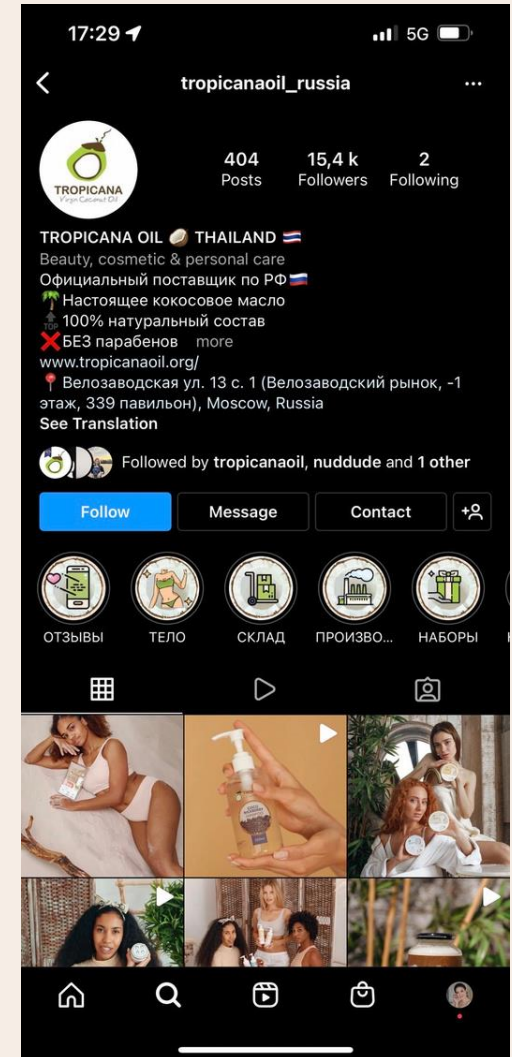 17:29
5G
tropicanaoil_russia
TROPICANA
Virgin Coconut Oil
404
15,4 k
2
Posts
Followers
Following
TROPICANA OIL 🥥 THAILAND 🇹🇭
Beauty, cosmetic & personal care
Официальный поставщик по РФ🇷🇺
🌴Настоящее кокосовое масло
🔝100% натуральный состав
❌БЕЗ парабенов more
www.tropicanaoil.org/
📍Велозаводская ул. 13 с. 1 (Велозаводский рынок, -1
этаж, 339 павильон), Moscow, Russia
See Translation
Followed by tropicanaoil, nuddude and 1 other
Follow
Message
Contact
ОТЗЫВЫ
ТЕЛО
СКЛАД
ПРОИЗВО...
НАБОРЫ